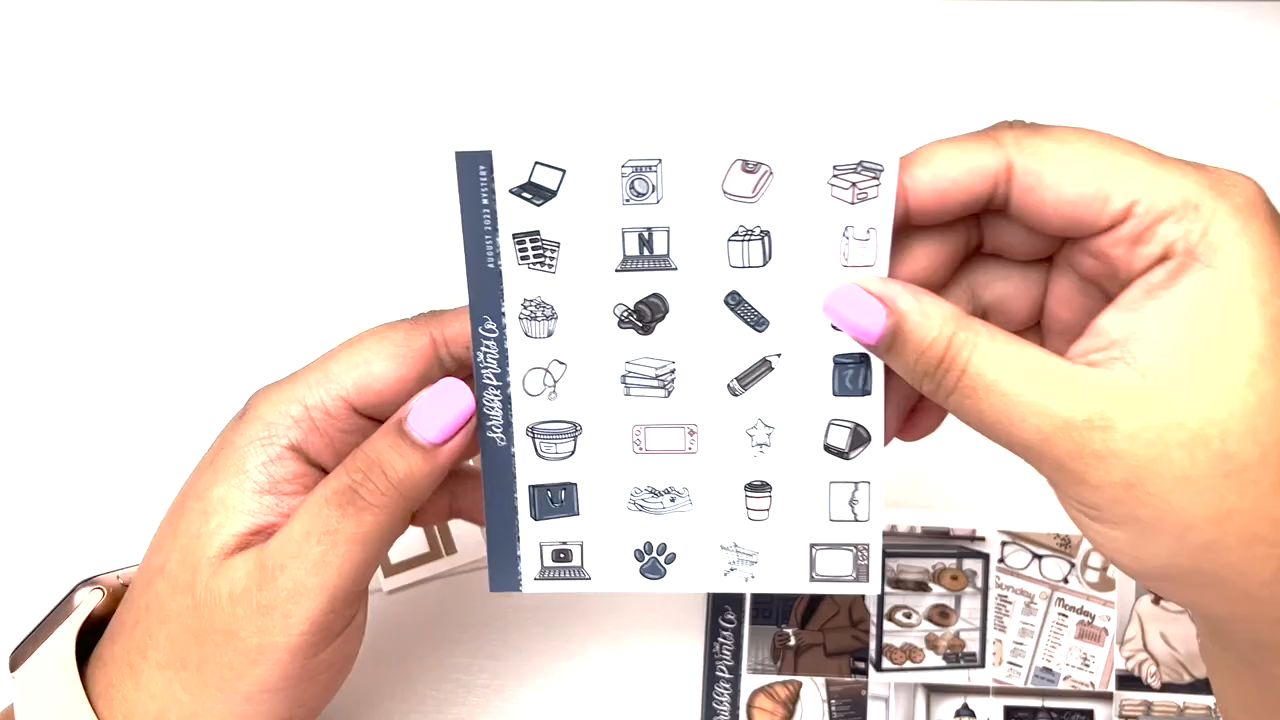 AUGUST 2022 MYSTERY
Scribble Prints Co
N
Scribble Prints Co
Sunday
Monday